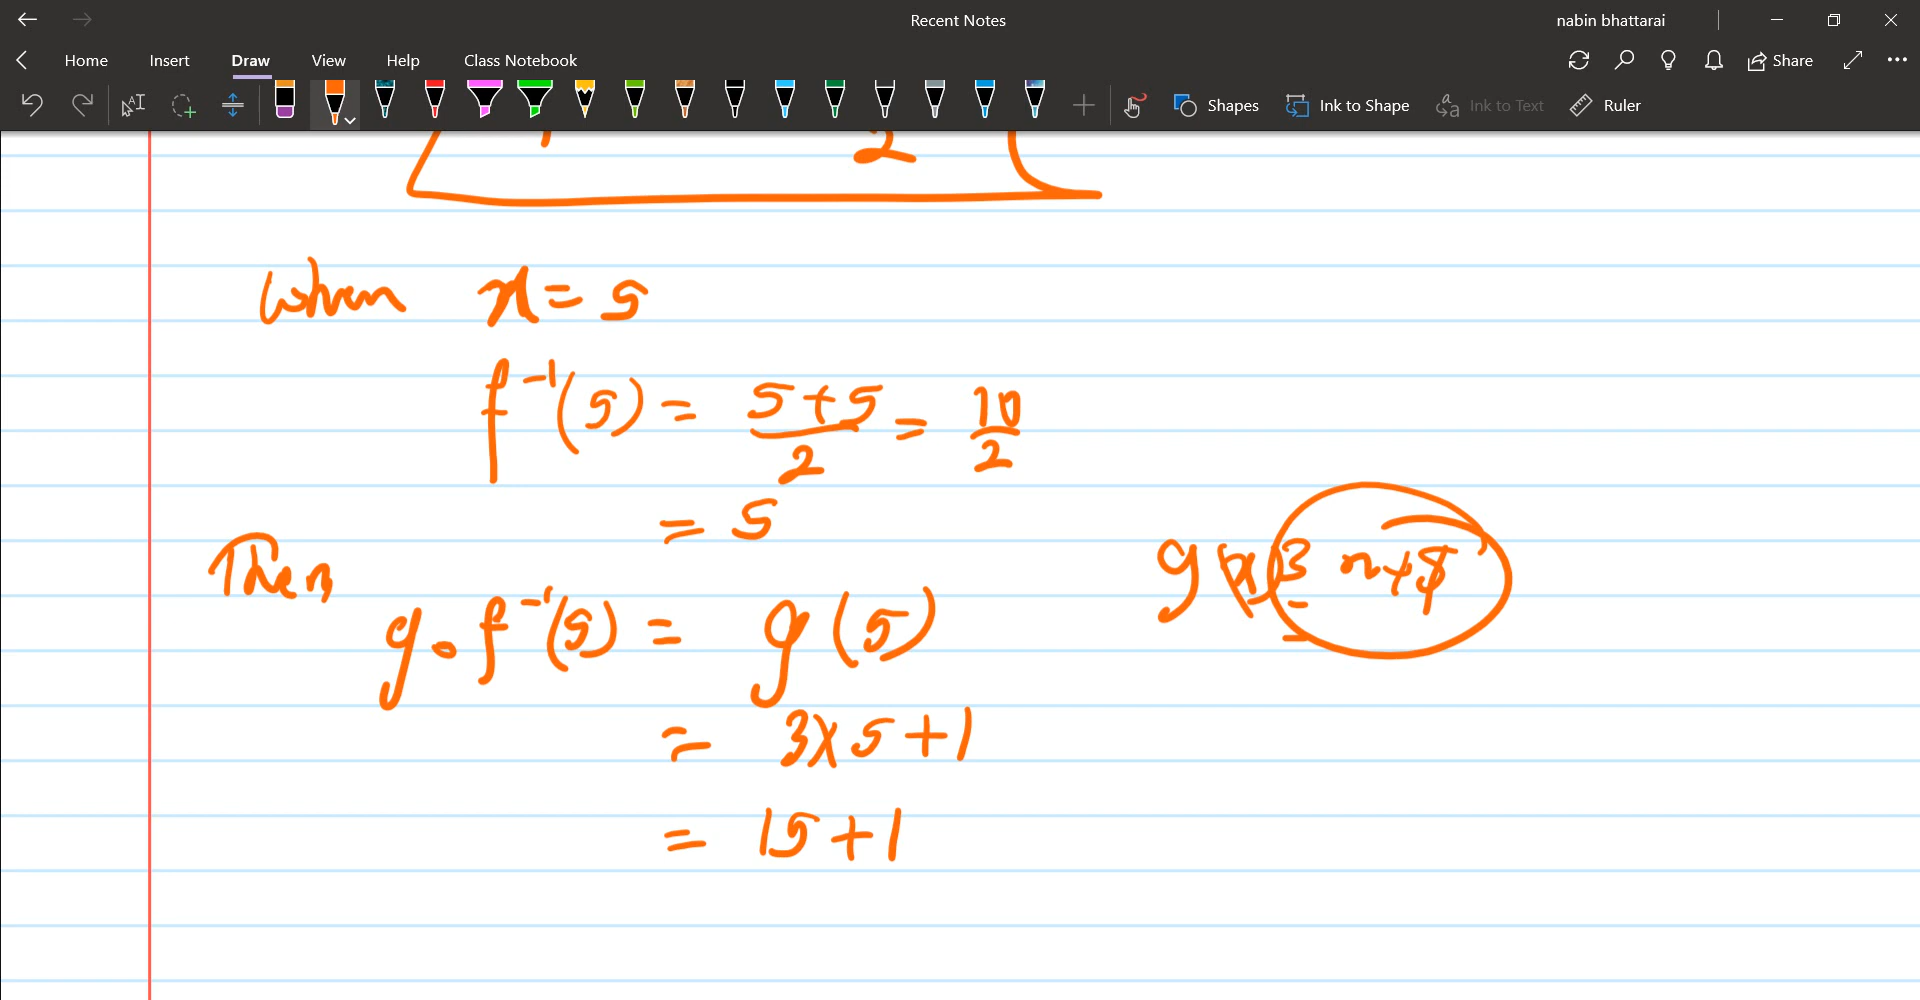 Recent Notes
nabin bhattarai
Home Insert Draw View Help Class Notebook
Share
Shapes Ink to Shape Ink to Text Ruler
2
When x = 5
f⁻¹(5) = 5+5/2 = 10/2
= 5
Then
g∘f⁻¹(5) = g(5)
= 3×5+1
= 15+1